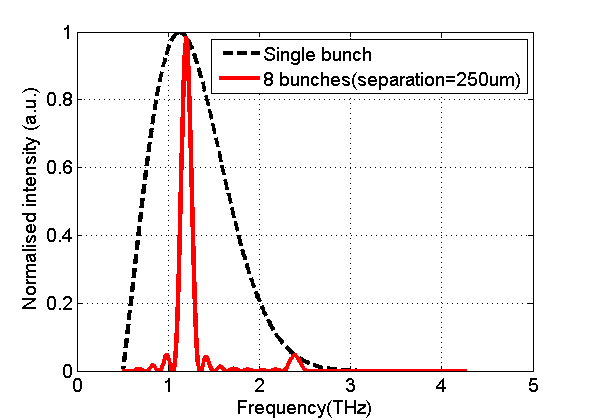 Single bunch
8 bunches(separation=250um)
1
0.8
0.6
0.4
0.2
0
Normalised intensity (a.u.)
0 1 2 3 4 5
Frequency(THz)